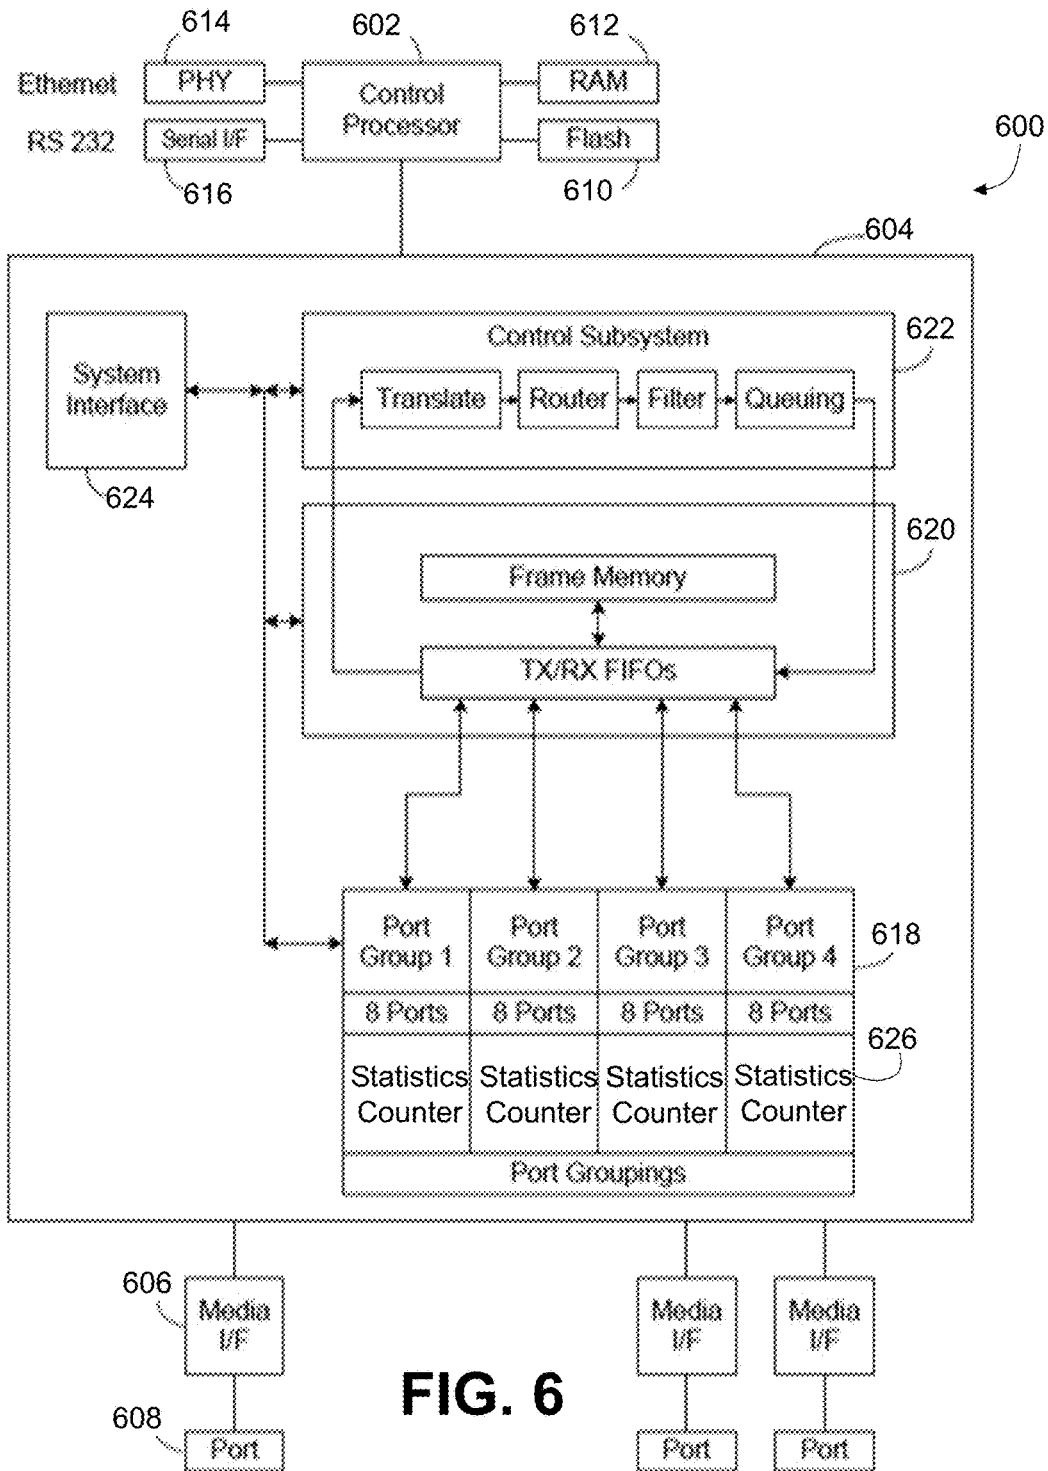 614
602
612
Ethernet
PHY
Control
Processor
RAM
RS 232
Serial I/F
Flash
600
616
610
604
System
Interface
Control Subsystem
622
Translate
Router
Filter
Queuing
624
620
Frame Memory
TX/RX FIFOs
Port
Group 1
Port
Group 2
Port
Group 3
Port
Group 4
618
8 Ports
8 Ports
8 Ports
8 Ports
626
Statistics
Counter
Statistics
Counter
Statistics
Counter
Statistics
Counter
Port Groupings
606
Media
I/F
Media
I/F
Media
I/F
FIG. 6
608
Port
Port
Port